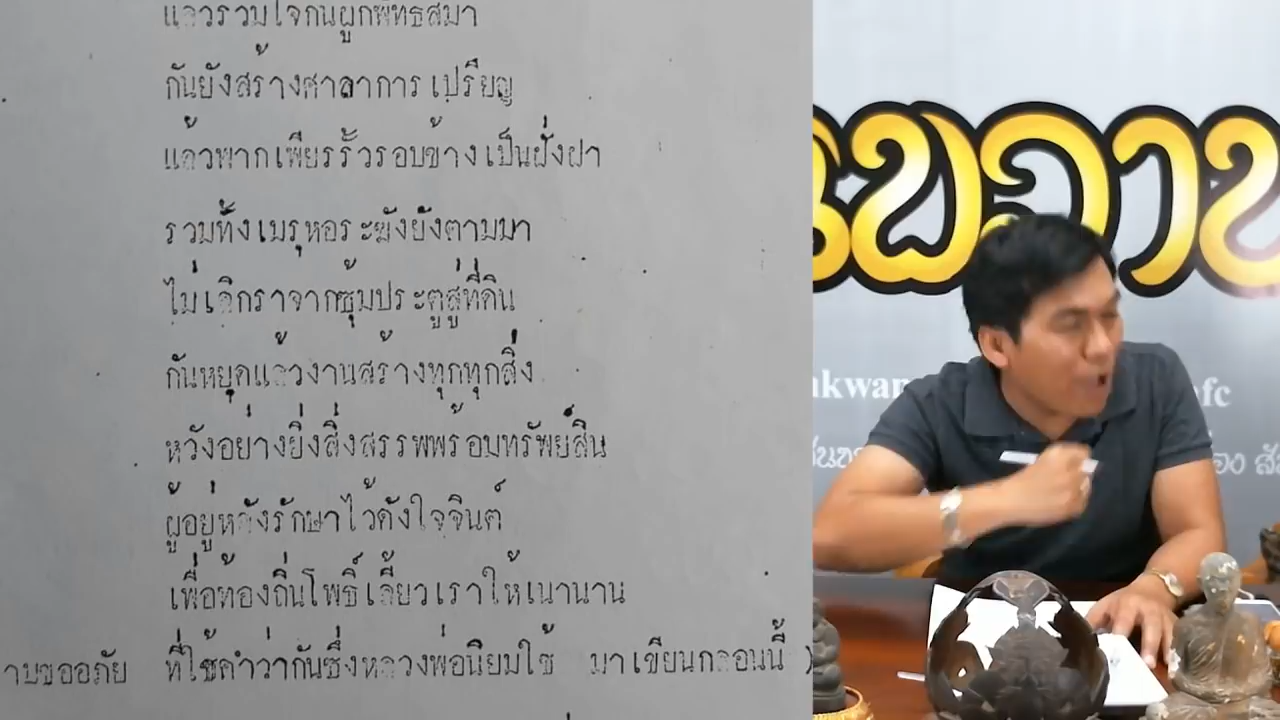 แล้วร่วมใจกันผูกพัทธสีมา
กันยังสร้างศาลาการเปรียญ
แล้วพากเพียรรั้วรอบข้างเป็นฝั่งฝา
รวมทั้งเมรุหอระฆังยังตามมา
ไม่เลิกราจากซุ้มประตูสู่ที่ดิน
กันหยุดแล้วงานสร้างทุกทุกสิ่ง
หวังอย่างยิ่งสิ่งสรรพพร้อมทรัพย์สิน
ผู้อยู่หลังรักษาไว้ดังใจจินต์
เพื่อท้องถิ่นโพธิ์เลี้ยวเราให้เนานาน
ขออภัย ที่ใช้คำว่ากันซึ่งหลวงพ่อนิยมใช้ มาเขียนกลอนนี้ )
ขวาน
akwan
ofc